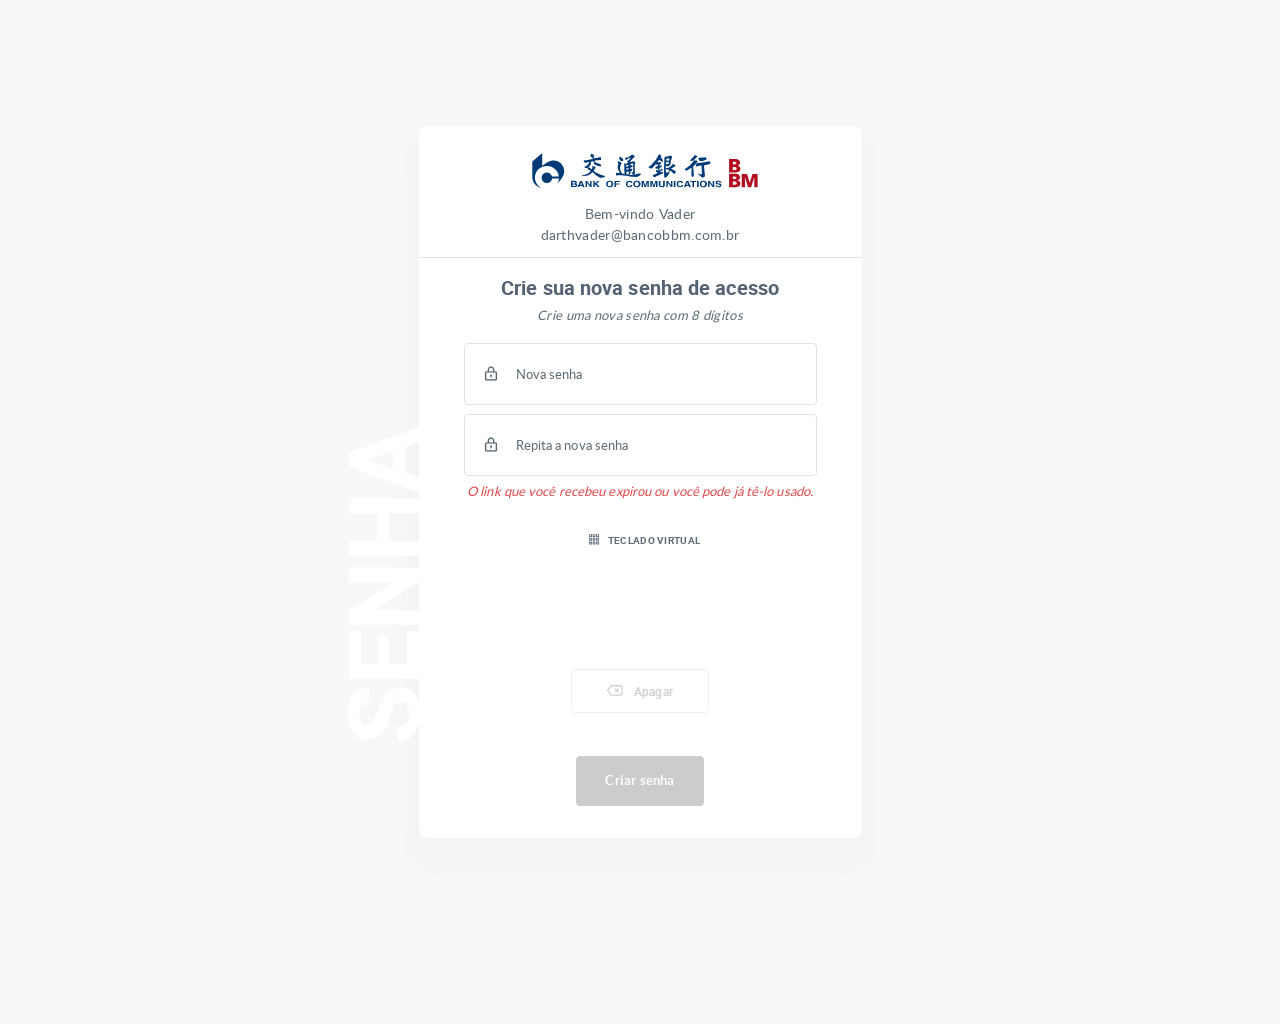 交通銀行
BANK OF COMMUNICATIONS
B
BM
Bem-vindo Vader
darthvader@bancobbm.com.br
Crie sua nova senha de acesso
Crie uma nova senha com 8 dígitos
Nova senha
Repita a nova senha
O link que você recebeu expirou ou você pode já tê-lo usado.
TECLADO VIRTUAL
SENHA
Apagar
Criar senha